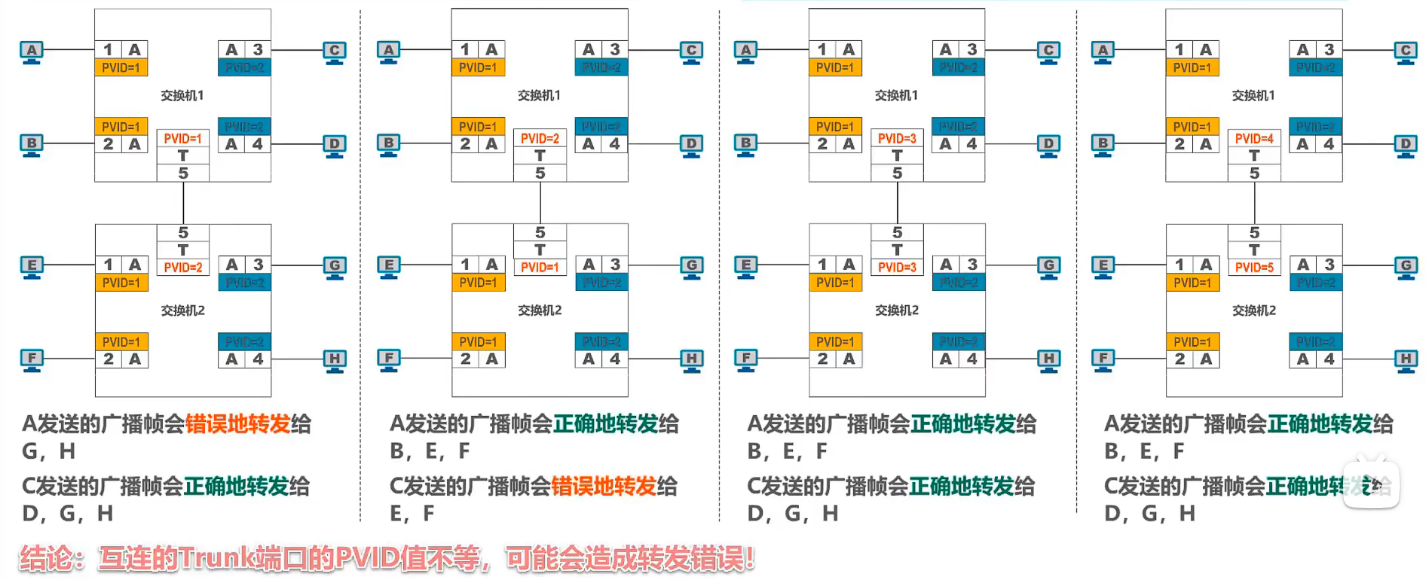 A
1 A
PVID=1
A 3
PVID=2
C
交换机1
B
PVID=1
2 A
PVID=1
T
5
PVID=2
A 4
D
5
T
PVID=2
E
1 A
PVID=1
A 3
PVID=2
G
交换机2
F
PVID=1
2 A
PVID=2
A 4
H
A发送的广播帧会错误地转发给
G，H
C发送的广播帧会正确地转发给
D，G，H
A
1 A
PVID=1
A 3
PVID=2
C
交换机1
B
PVID=1
2 A
PVID=2
T
5
PVID=2
A 4
D
5
T
PVID=1
E
1 A
PVID=1
A 3
PVID=2
G
交换机2
F
PVID=1
2 A
PVID=2
A 4
H
A发送的广播帧会正确地转发给
B，E，F
C发送的广播帧会错误地转发给
E，F
A
1 A
PVID=1
A 3
PVID=2
C
交换机1
B
PVID=1
2 A
PVID=3
T
5
PVID=2
A 4
D
5
T
PVID=3
E
1 A
PVID=1
A 3
PVID=2
G
交换机2
F
PVID=1
2 A
PVID=2
A 4
H
A发送的广播帧会正确地转发给
B，E，F
C发送的广播帧会正确地转发给
D，G，H
A
1 A
PVID=1
A 3
PVID=2
C
交换机1
B
PVID=1
2 A
PVID=4
T
5
PVID=2
A 4
D
5
T
PVID=5
E
1 A
PVID=1
A 3
PVID=2
G
交换机2
F
PVID=1
2 A
PVID=2
A 4
H
A发送的广播帧会正确地转发给
B，E，F
C发送的广播帧会正确地转发给
D，G，H
结论：互连的Trunk端口的PVID值不等，可能会造成转发错误！